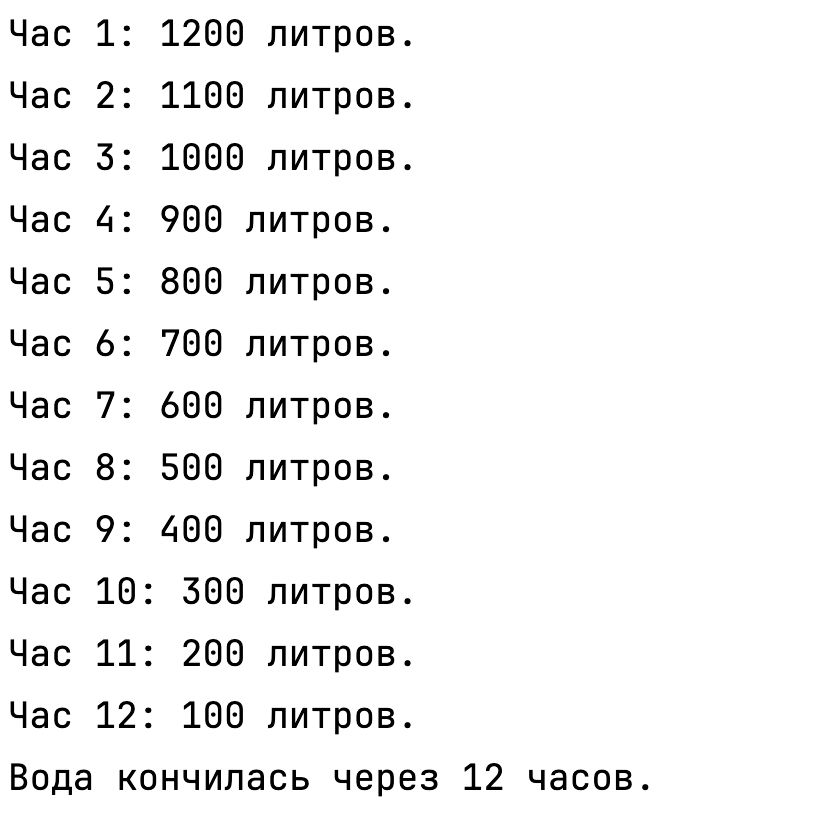 Час 1: 1200 литров.
Час 2: 1100 литров.
Час 3: 1000 литров.
Час 4: 900 литров.
Час 5: 800 литров.
Час 6: 700 литров.
Час 7: 600 литров.
Час 8: 500 литров.
Час 9: 400 литров.
Час 10: 300 литров.
Час 11: 200 литров.
Час 12: 100 литров.
Вода кончилась через 12 часов.